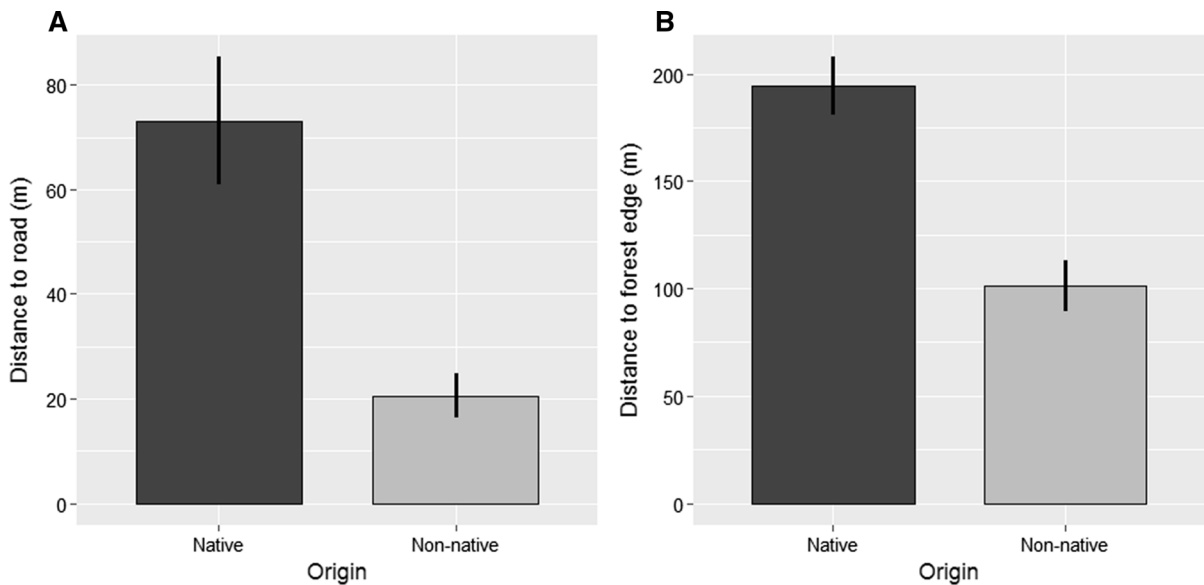 A
Distance to road (m)
80
60
40
20
0
Native
Non-native
Origin
B
Distance to forest edge (m)
200
150
100
50
0
Native
Non-native
Origin